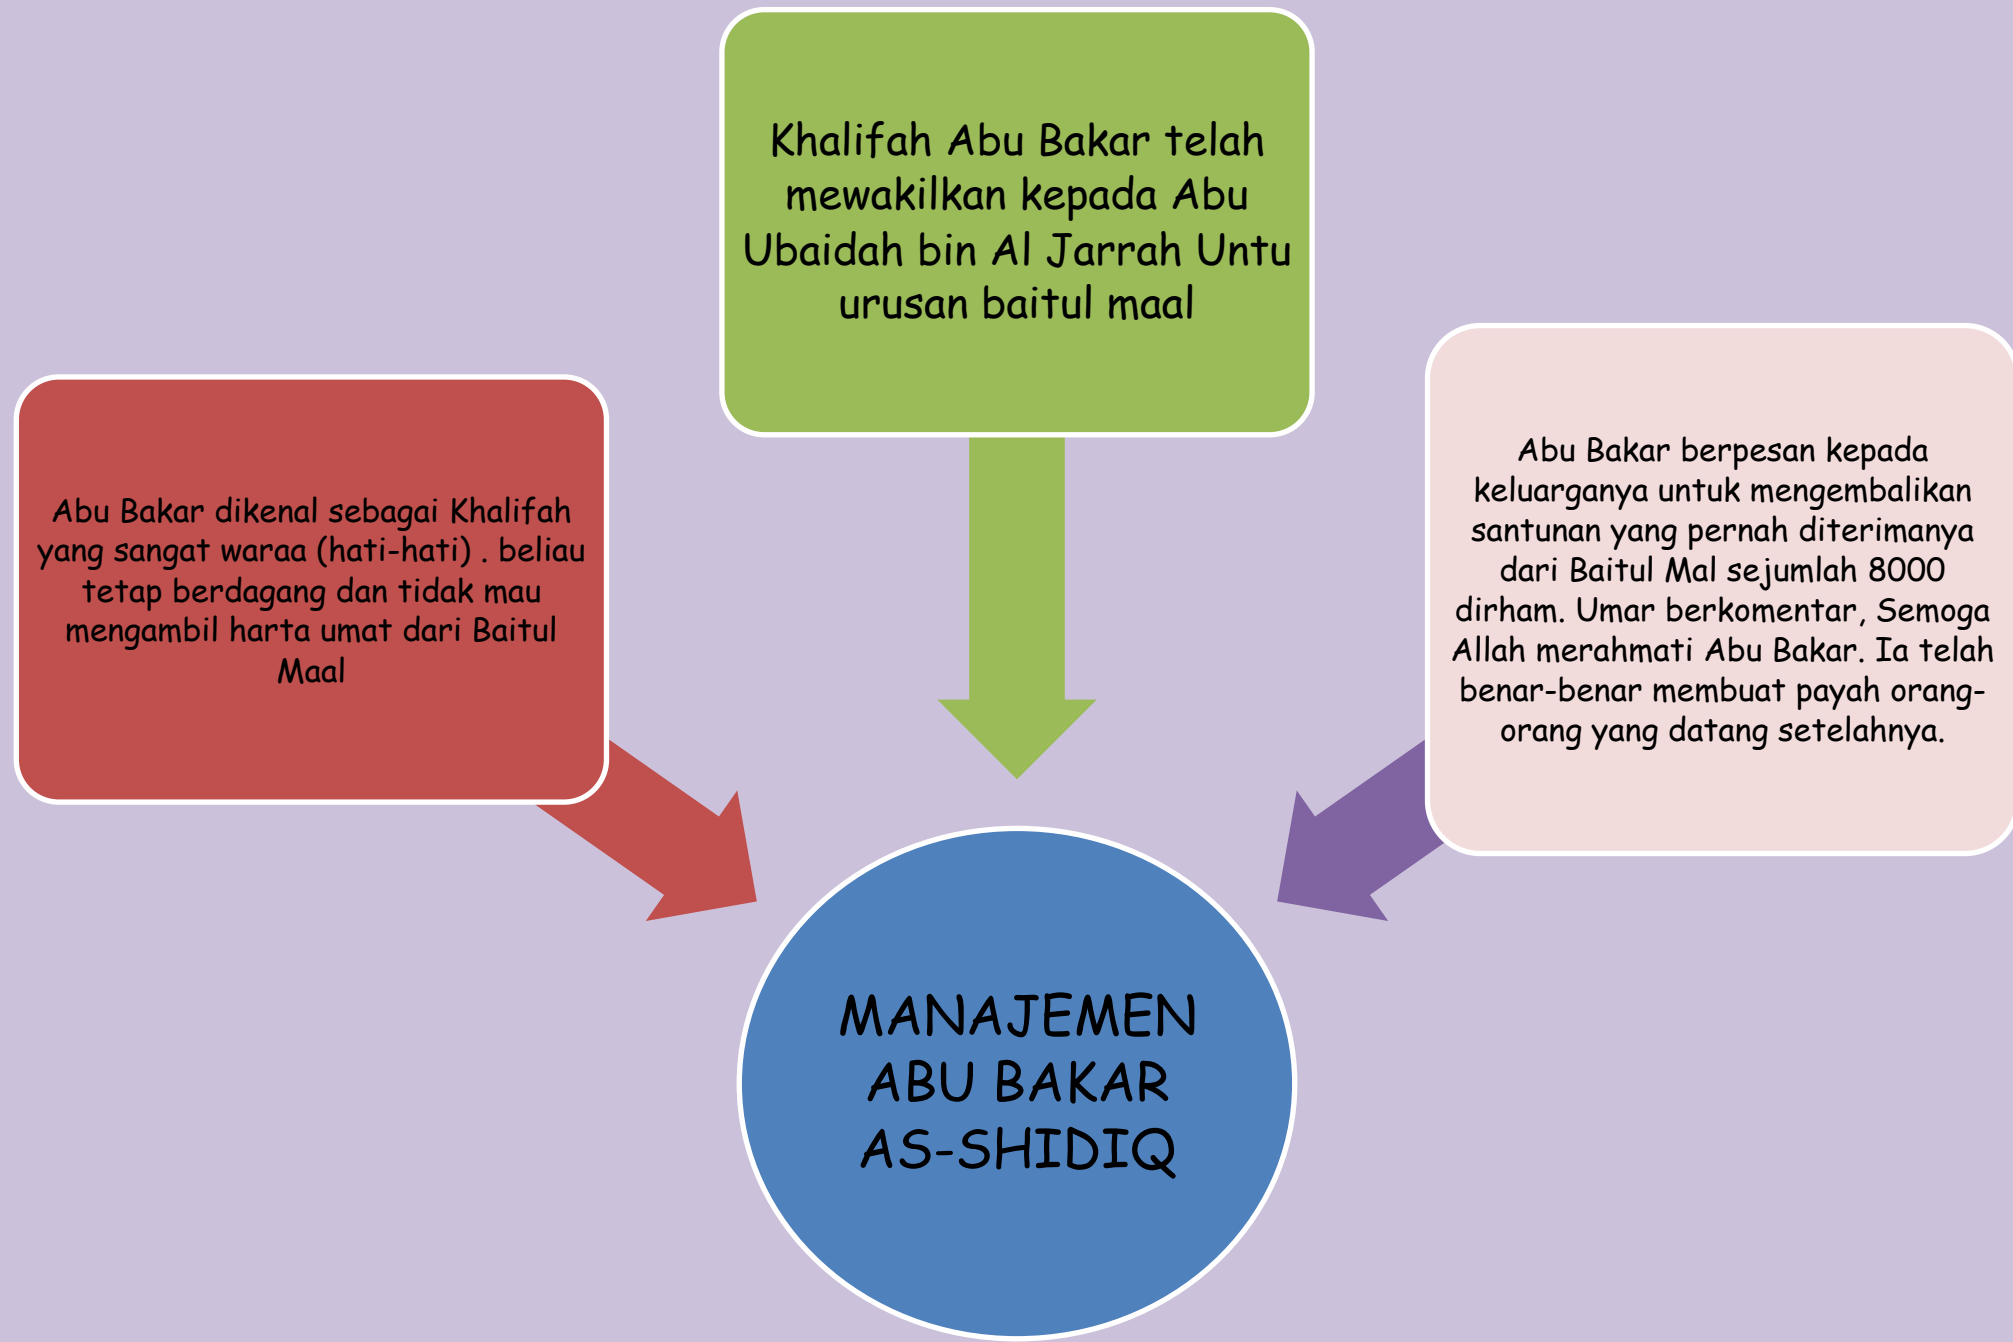 Khalifah Abu Bakar telah
mewakilkan kepada Abu
Ubaidah bin Al Jarrah Untu
urusan baitul maal
Abu Bakar dikenal sebagai Khalifah
yang sangat waraa (hati-hati) . beliau
tetap berdagang dan tidak mau
mengambil harta umat dari Baitul
Maal
Abu Bakar berpesan kepada
keluarganya untuk mengembalikan
santunan yang pernah diterimanya
dari Baitul Mal sejumlah 8000
dirham. Umar berkomentar, Semoga
Allah merahmati Abu Bakar. Ia telah
benar-benar membuat payah orang-
orang yang datang setelahnya.
MANAJEMEN
ABU BAKAR
AS-SHIDIQ